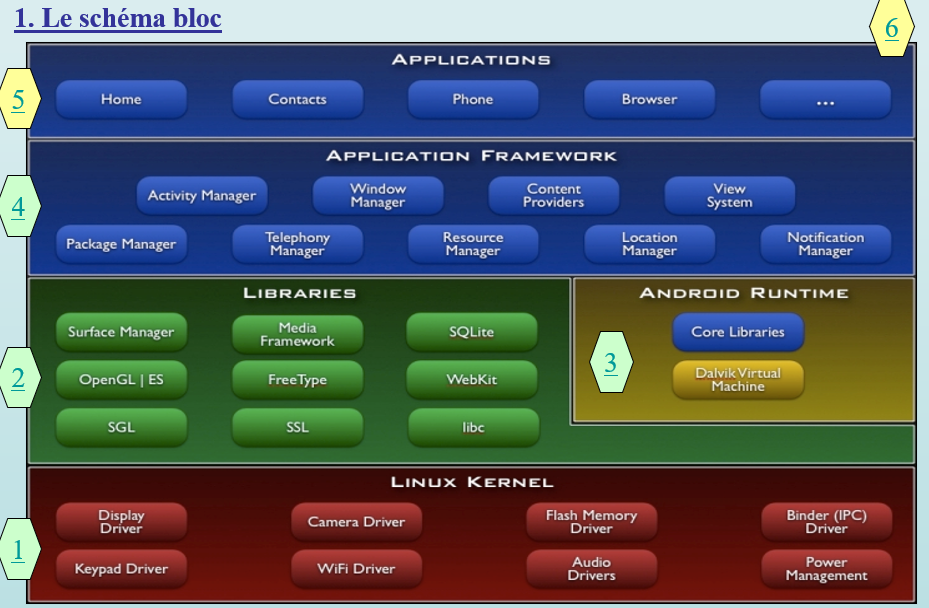 1. Le schéma bloc
6
APPLICATIONS
5
Home
Contacts
Phone
Browser
...
APPLICATION FRAMEWORK
4
Activity Manager
Window
Manager
Content
Providers
View
System
Package Manager
Telephony
Manager
Resource
Manager
Location
Manager
Notification
Manager
LIBRARIES
2
Surface Manager
Media
Framework
SQLite
OpenGL | ES
FreeType
WebKit
SGL
SSL
libc
ANDROID RUNTIME
3
Core Libraries
Dalvik Virtual
Machine
LINUX KERNEL
1
Display
Driver
Camera Driver
Flash Memory
Driver
Binder (IPC)
Driver
Keypad Driver
WiFi Driver
Audio
Drivers
Power
Management